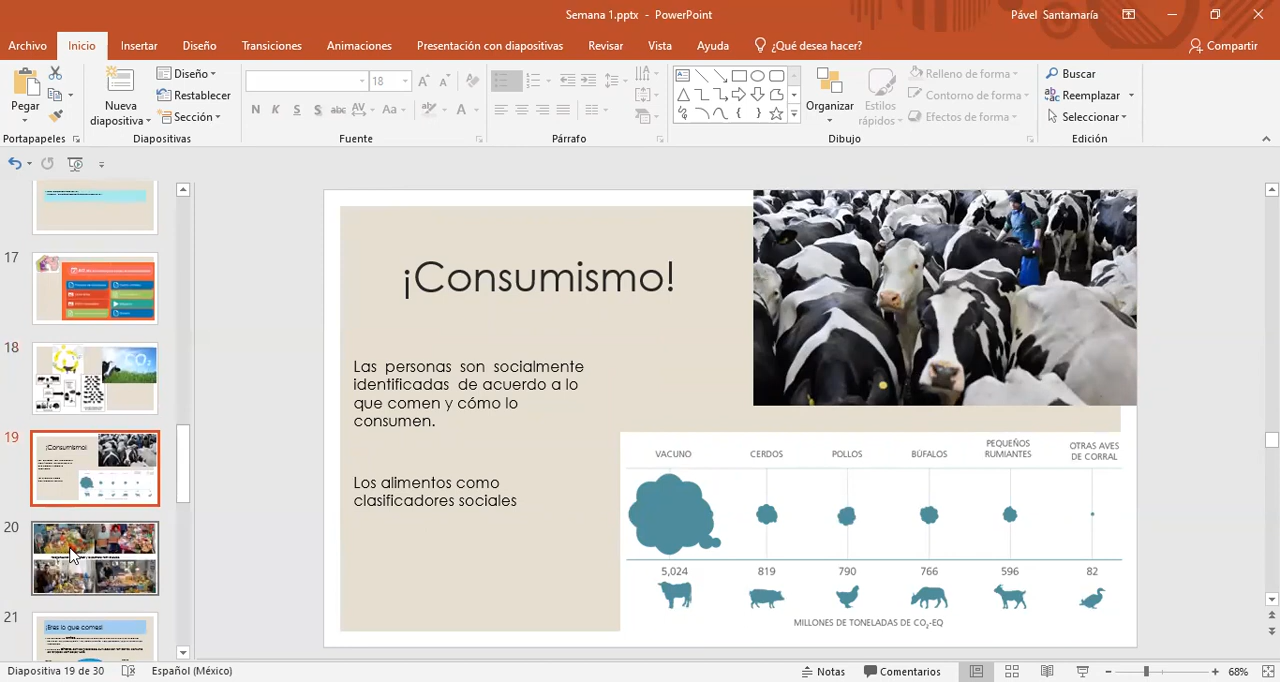 Semana 1.pptx - PowerPoint
Pável Santamaría
Archivo Inicio Insertar Diseño Transiciones Animaciones Presentación con diapositivas Revisar Vista Ayuda ¿Qué desea hacer? Compartir
Pegar
Nueva diapositiva
Diseño
Restablecer
Sección
18
N K S S abc AV Aa A
Organizar
Estilos rápidos
Relleno de forma
Contorno de forma
Efectos de forma
Buscar
Reemplazar
Seleccionar
Portapapeles Diapositivas Fuente Párrafo Dibujo Edición
17
18
CO2
19
¡Consumismo!
20
21
¡Eres lo que comes!
¡Consumismo!
Las personas son socialmente
identificadas de acuerdo a lo
que comen y cómo lo
consumen.
Los alimentos como
clasificadores sociales
VACUNO CERDOS POLLOS BÚFALOS PEQUEÑOS RUMIANTES OTRAS AVES DE CORRAL
5,024 819 790 766 596 82
MILLONES DE TONELADAS DE CO₂-EQ
Diapositiva 19 de 30 Español (México) Notas Comentarios 68%